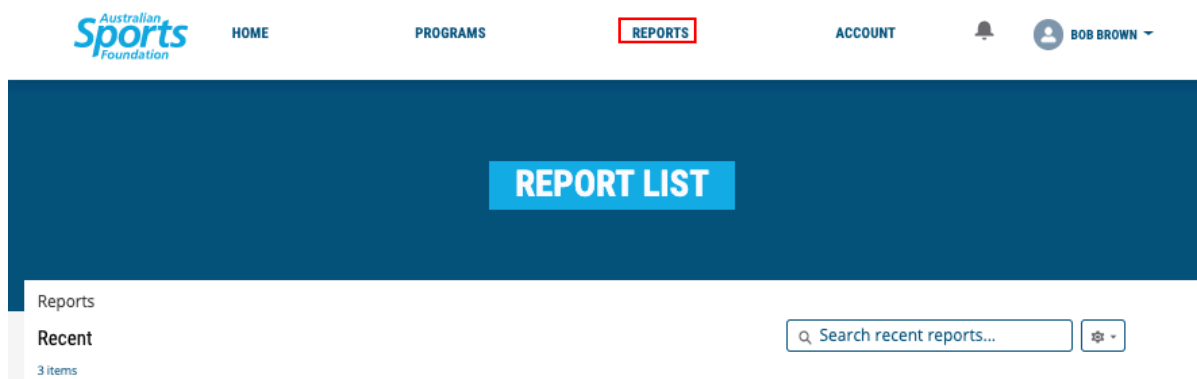 Australian
Sports
Foundation
HOME PROGRAMS REPORTS ACCOUNT BOB BROWN
REPORT LIST
Reports
Recent
Search recent reports...
3 items